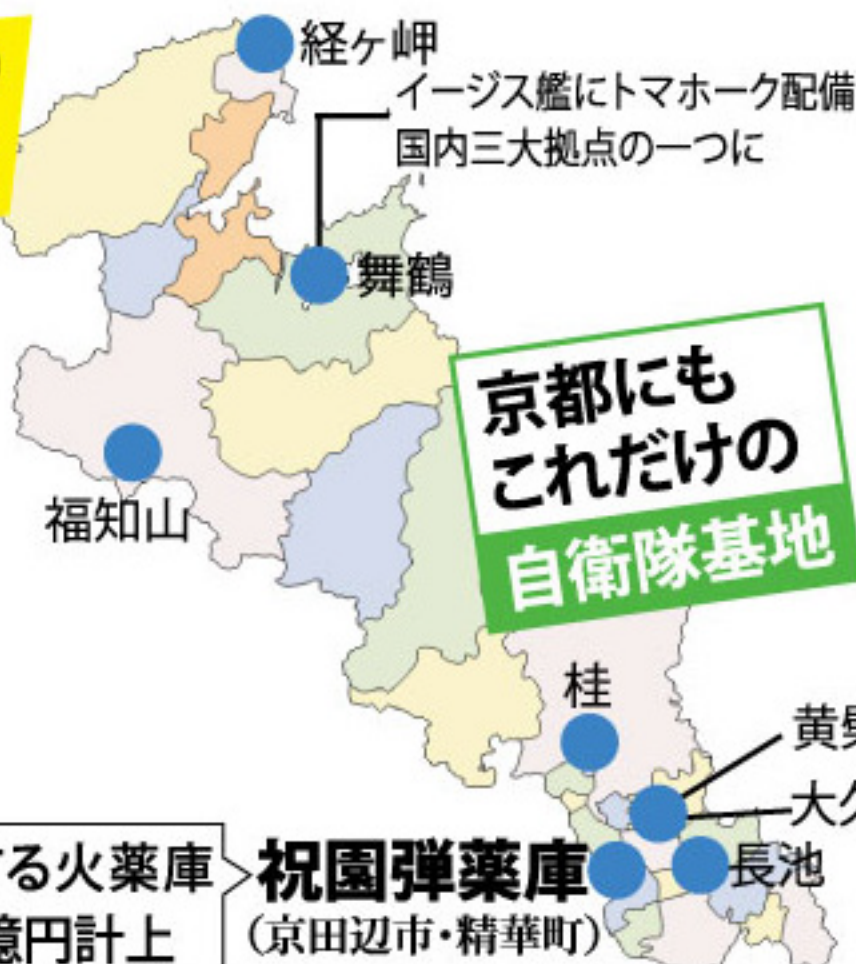 経ヶ岬
イージス艦にトマホーク配備
国内三大拠点の一つに
舞鶴
京都にも
これだけの
自衛隊基地
福知山
桂
黄
大久
長池
る火薬庫
億円計上
祝園弾薬庫
(京田辺市・精華町)